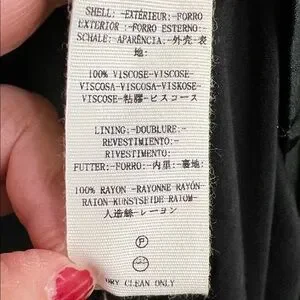 SHELL: -EXTÉRIEUR:-FORRO
EXTERIOR :-FORRO ESTERNO:-
SCHALE: APARÊNCIA.-外壳·表
地:
100% VISCOSE-VISCOSE-
VISCOSA-VISCOSA-VISKOSE-
VISCOSE-粘膠-ビスコース
LINING;-DOUBLURE:-
REVESTIMIENTO:-
RIVESTIMENTO:
FUTTER:-FORRO:-内里:-裏地:
100% RAYON -RAYONNE RAYÓN-
RAION-KUNSTSEIDE RAION-
人造絲-レーヨン
P
DRY CLEAN ONLY